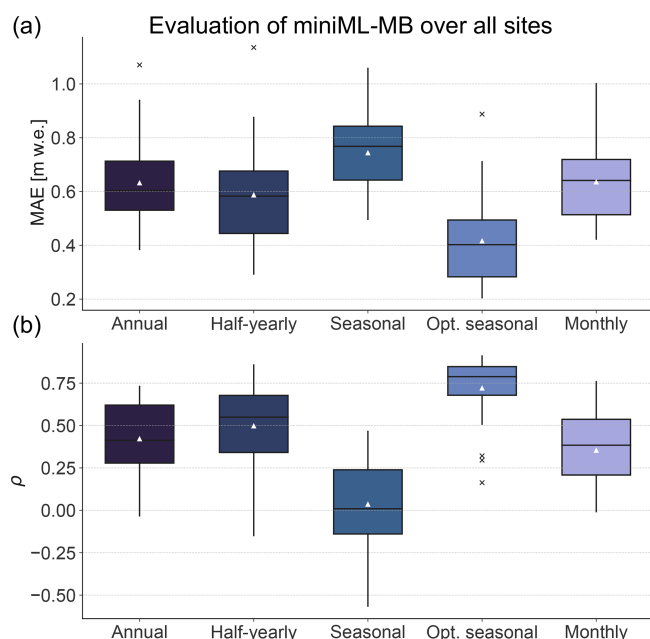 (a) Evaluation of miniML-MB over all sites
MAE [m w.e.]
1.0
0.8
0.6
0.4
0.2
Annual Half-yearly Seasonal Opt. seasonal Monthly
(b)
ρ
0.75
0.50
0.25
0.00
−0.25
−0.50
Annual Half-yearly Seasonal Opt. seasonal Monthly